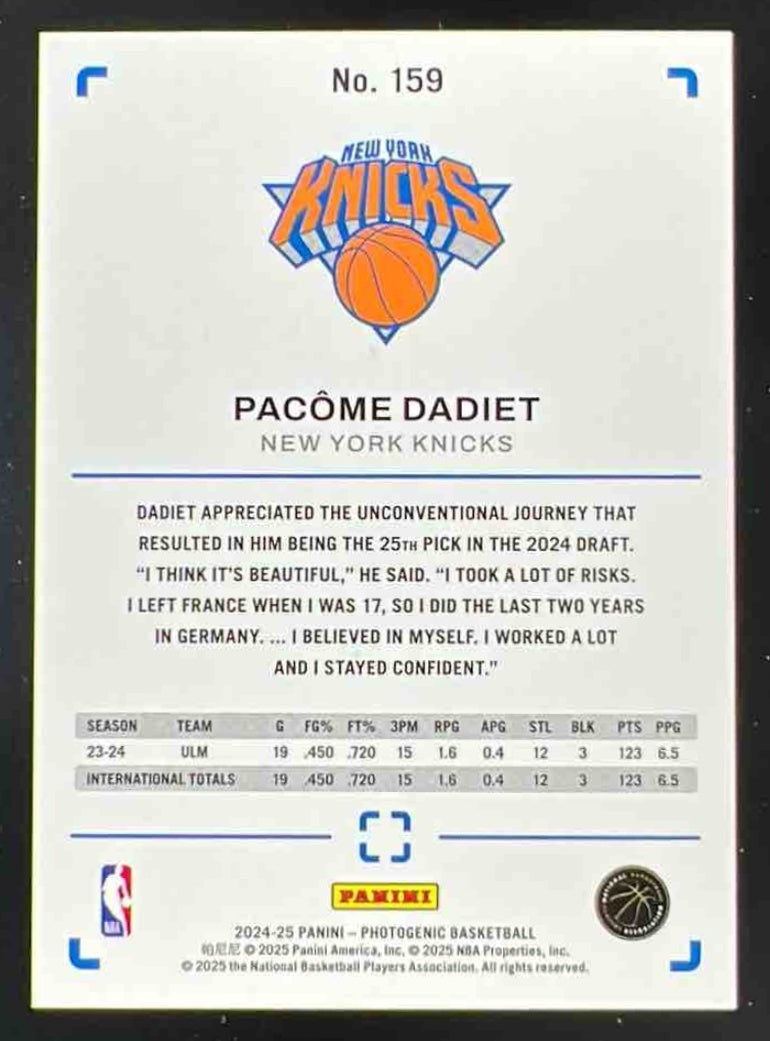 No. 159
NEW YORK
KNICKS
PACÔME DADIET
NEW YORK KNICKS
DADIET APPRECIATED THE UNCONVENTIONAL JOURNEY THAT
RESULTED IN HIM BEING THE 25TH PICK IN THE 2024 DRAFT.
“I THINK IT'S BEAUTIFUL,” HE SAID. “I TOOK A LOT OF RISKS.
I LEFT FRANCE WHEN I WAS 17, SO I DID THE LAST TWO YEARS
IN GERMANY. ... I BELIEVED IN MYSELF. I WORKED A LOT
AND I STAYED CONFIDENT.”
SEASON TEAM G FG% FT% 3PM RPG APG STL BLK PTS PPG
23-24 ULM 19 .450 .720 15 1.6 0.4 12 3 123 6.5
INTERNATIONAL TOTALS 19 .450 .720 15 1.6 0.4 12 3 123 6.5
NBA
PANINI
2024-25 PANINI – PHOTOGENIC BASKETBALL
帕尼尼 © 2025 Panini America, Inc. © 2025 NBA Properties, Inc.
© 2025 the National Basketball Players Association. All rights reserved.